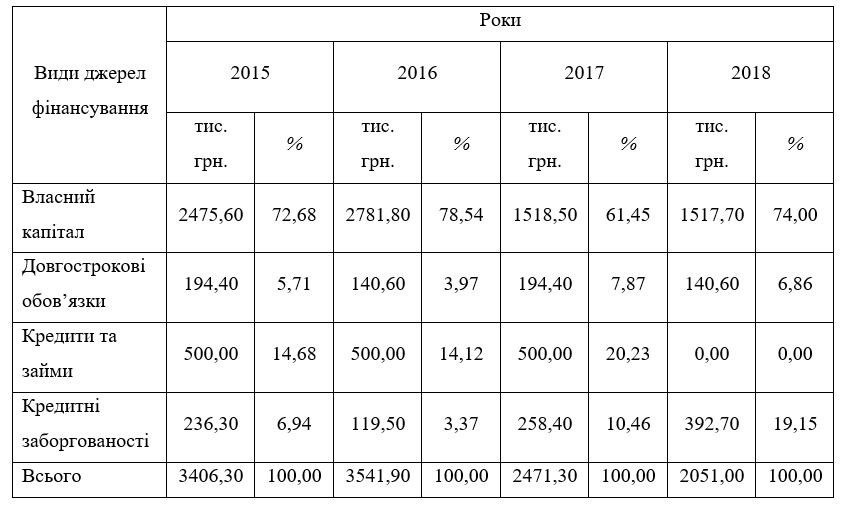 Роки
Види джерел
фінансування
2015 2016 2017 2018
тис.
грн. % тис.
грн. % тис.
грн. % тис.
грн. %
Власний
капітал 2475,60 72,68 2781,80 78,54 1518,50 61,45 1517,70 74,00
Довгострокові
обов’язки 194,40 5,71 140,60 3,97 194,40 7,87 140,60 6,86
Кредити та
займи 500,00 14,68 500,00 14,12 500,00 20,23 0,00 0,00
Кредитні
заборгованості 236,30 6,94 119,50 3,37 258,40 10,46 392,70 19,15
Всього 3406,30 100,00 3541,90 100,00 2471,30 100,00 2051,00 100,00